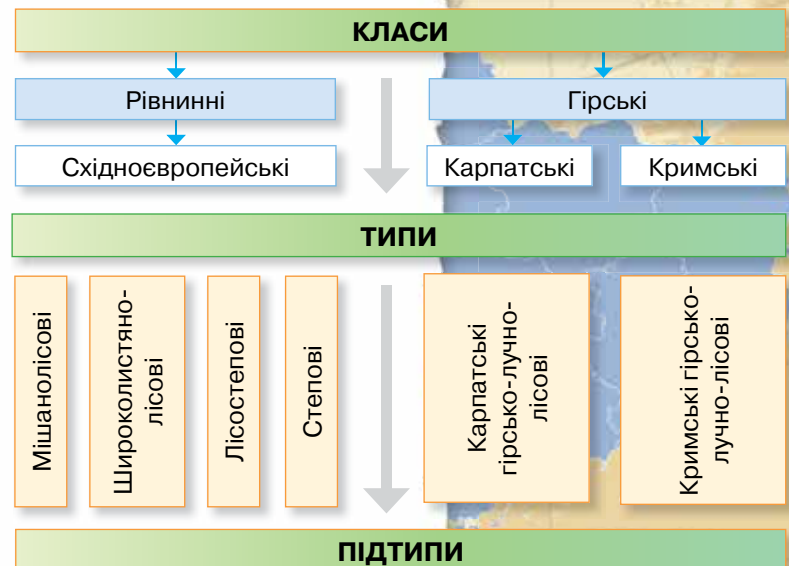 КЛАСИ
Рівнинні
Гірські
Східноєвропейські
Карпатські
Кримські
ТИПИ
Мішанолісові
Широколистяно-
лісові
Лісостепові
Степові
Карпатські
гірсько-лучно-
лісові
Кримські гірсько-
лучно-лісові
ПІДТИПИ